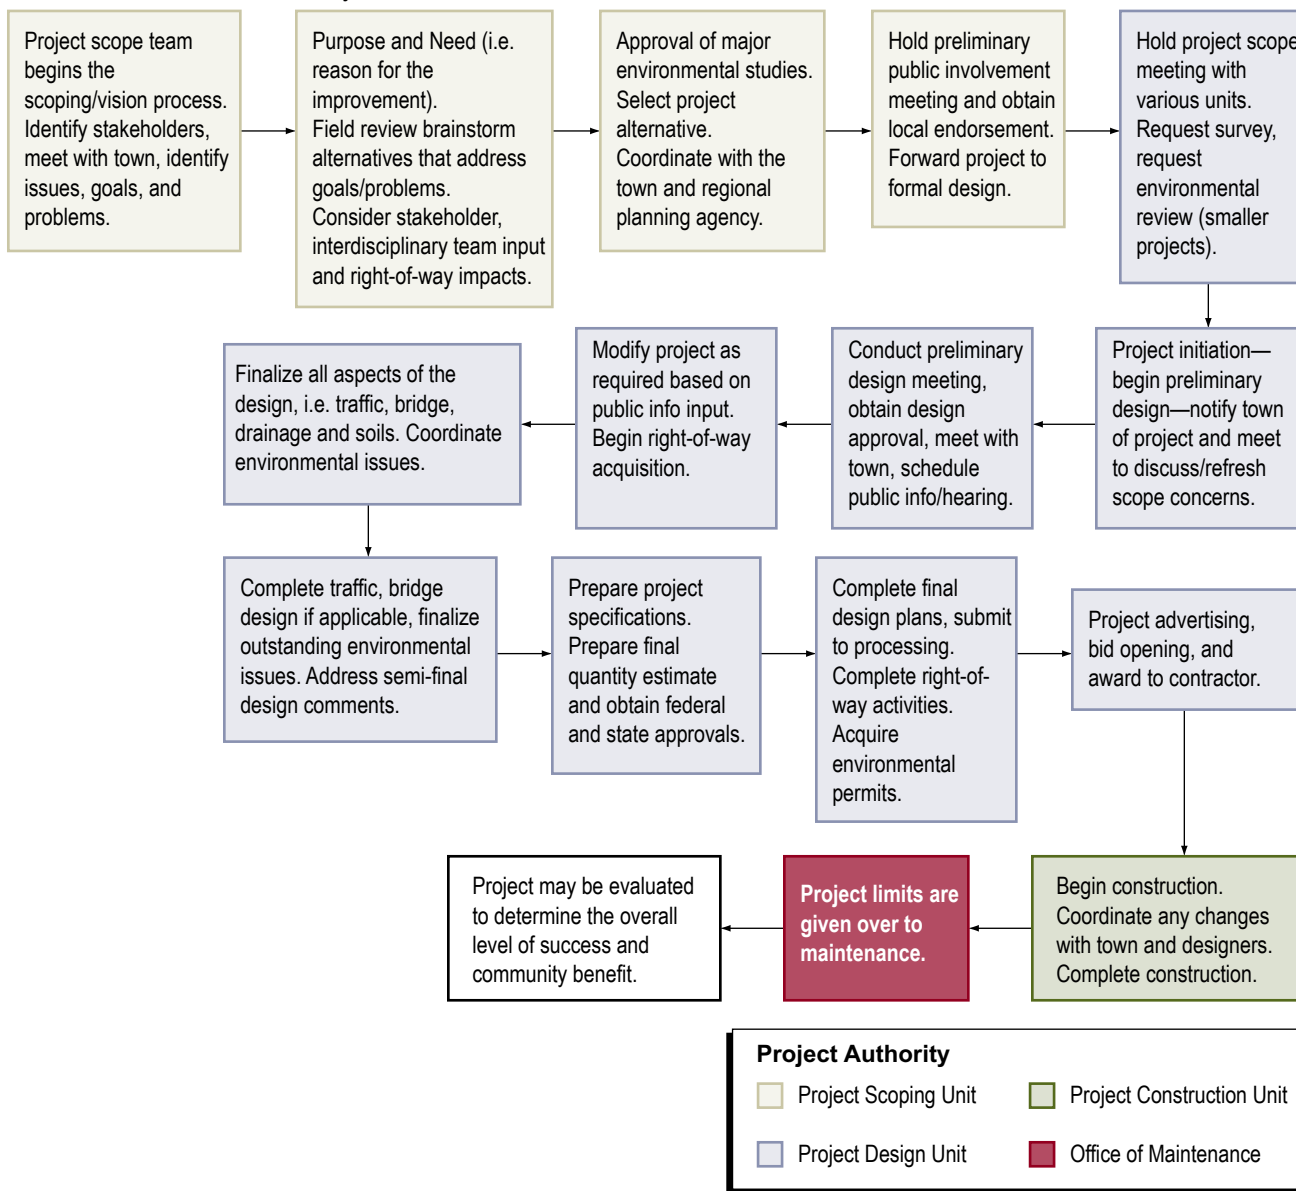 Project scope team
begins the
scoping/vision process.
Identify stakeholders,
meet with town, identify
issues, goals, and
problems.
Purpose and Need (i.e.
reason for the
improvement).
Field review brainstorm
alternatives that address
goals/problems.
Consider stakeholder,
interdisciplinary team input
and right-of-way impacts.
Approval of major
environmental studies.
Select project
alternative.
Coordinate with the
town and regional
planning agency.
Hold preliminary
public involvement
meeting and obtain
local endorsement.
Forward project to
formal design.
Hold project scope
meeting with
various units.
Request survey,
request
environmental
review (smaller
projects).
Project initiation—
begin preliminary
design—notify town
of project and meet
to discuss/refresh
scope concerns.
Conduct preliminary
design meeting,
obtain design
approval, meet with
town, schedule
public info/hearing.
Modify project as
required based on
public info input.
Begin right-of-way
acquisition.
Finalize all aspects of the
design, i.e. traffic, bridge,
drainage and soils. Coordinate
environmental issues.
Complete traffic, bridge
design if applicable, finalize
outstanding environmental
issues. Address semi-final
design comments.
Prepare project
specifications.
Prepare final
quantity estimate
and obtain federal
and state approvals.
Complete final
design plans, submit
to processing.
Complete right-of-
way activities.
Acquire
environmental
permits.
Project advertising,
bid opening, and
award to contractor.
Begin construction.
Coordinate any changes
with town and designers.
Complete construction.
Project limits are
given over to
maintenance.
Project may be evaluated
to determine the overall
level of success and
community benefit.
Project Authority
Project Scoping Unit
Project Construction Unit
Project Design Unit
Office of Maintenance